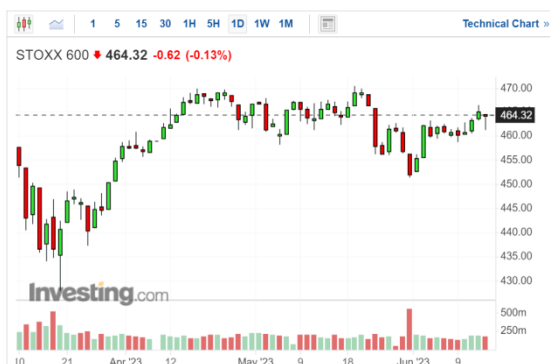 1 5 15 30 1H 5H 1D 1W 1M Technical Chart »
STOXX 600 464.32 -0.62 (-0.13%)
470.00
464.32
460.00
455.00
450.00
445.00
440.00
435.00
430.00
Investing.com
500m
250m
10 21 Apr '23 12 May '23 9 18 Jun '23 9